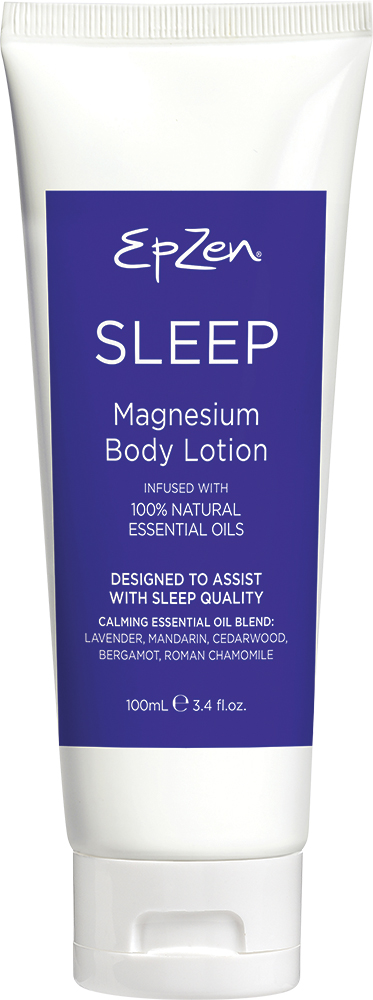 EpZen®
SLEEP
Magnesium
Body Lotion
INFUSED WITH
100% NATURAL
ESSENTIAL OILS
DESIGNED TO ASSIST
WITH SLEEP QUALITY
CALMING ESSENTIAL OIL BLEND:
LAVENDER, MANDARIN, CEDARWOOD,
BERGAMOT, ROMAN CHAMOMILE
100mL ℮ 3.4 fl.oz.